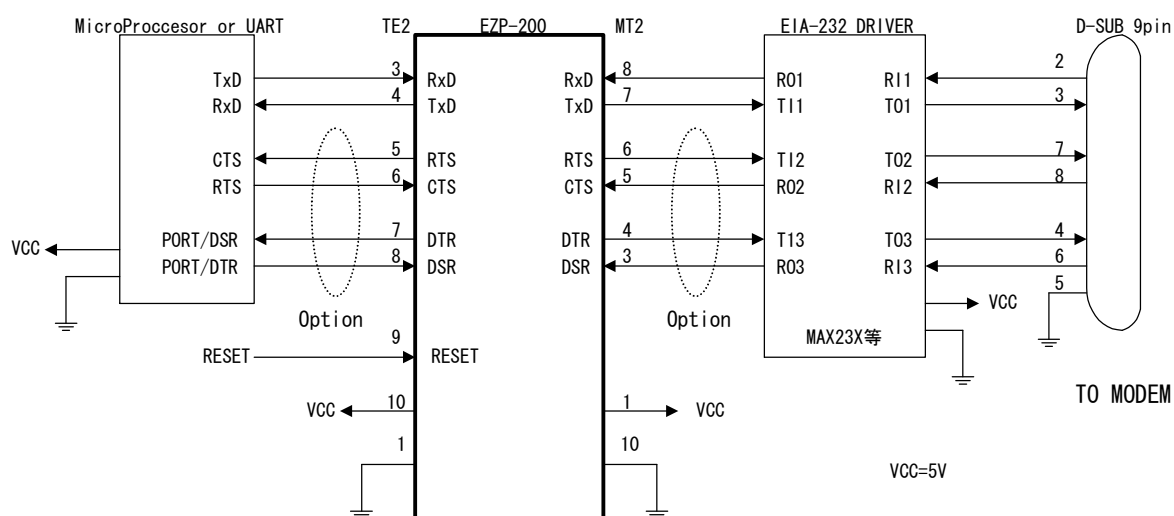 MicroProccesor or UART TE2 EZP-200 MT2 EIA-232 DRIVER D-SUB 9pin
TxD 3 RxD RxD 8 RO1 RI1 2
RxD 4 TxD TxD 7 TI1 TO1 3
CTS 5 RTS RTS 6 TI2 TO2 7
RTS 6 CTS CTS 5 RO2 RI2 8
VCC PORT/DSR 7 DTR DTR 4 T13 TO3 4
PORT/DTR 8 DSR DSR 3 RO3 RI3 6
5
VCC
Option Option
MAX23X等
RESET 9 RESET
TO MODEM
VCC 10 1 VCC
1 10
VCC=5V